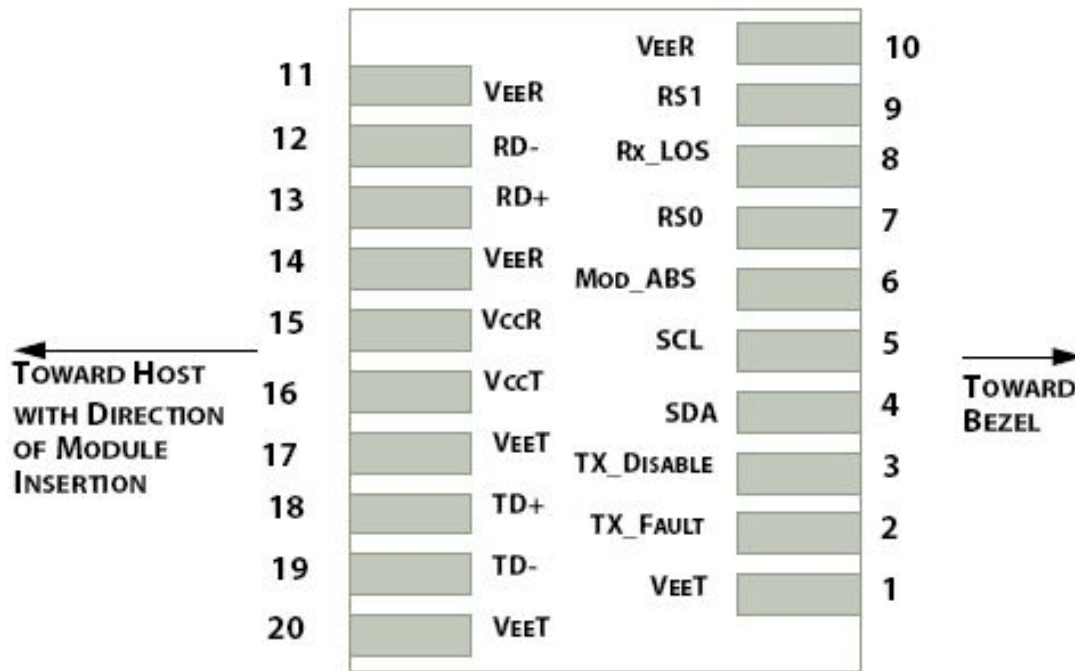 11 VEER
12 RD-
13 RD+
14 VEER
15 VCCR
16 VCCT
17 VEET
18 TD+
19 TD-
20 VEET
VEER 10
RS1 9
RX_LOS 8
RS0 7
MOD_ABS 6
SCL 5
SDA 4
TX_DISABLE 3
TX_FAULT 2
VEET 1
TOWARD HOST
WITH DIRECTION
OF MODULE
INSERTION
TOWARD
BEZEL